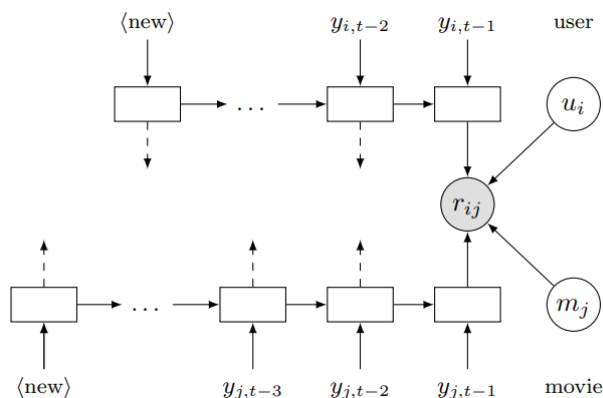 ⟨new⟩ y_{i,t−2} y_{i,t−1} user
... u_i
r_{ij}
... m_j
⟨new⟩ y_{j,t−3} y_{j,t−2} y_{j,t−1} movie